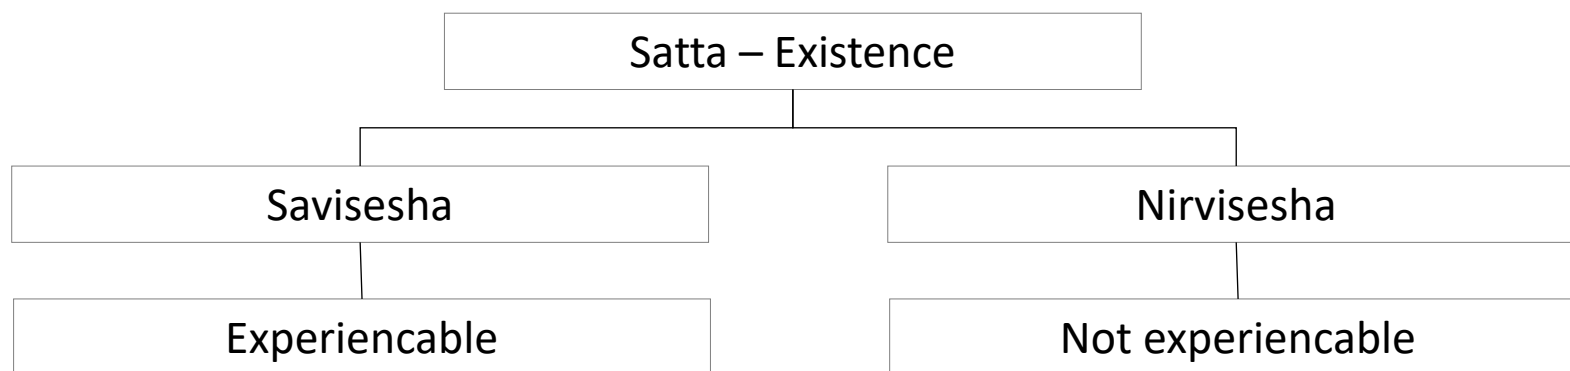 Satta – Existence
Savisesha
Nirvisesha
Experiencable
Not experiencable